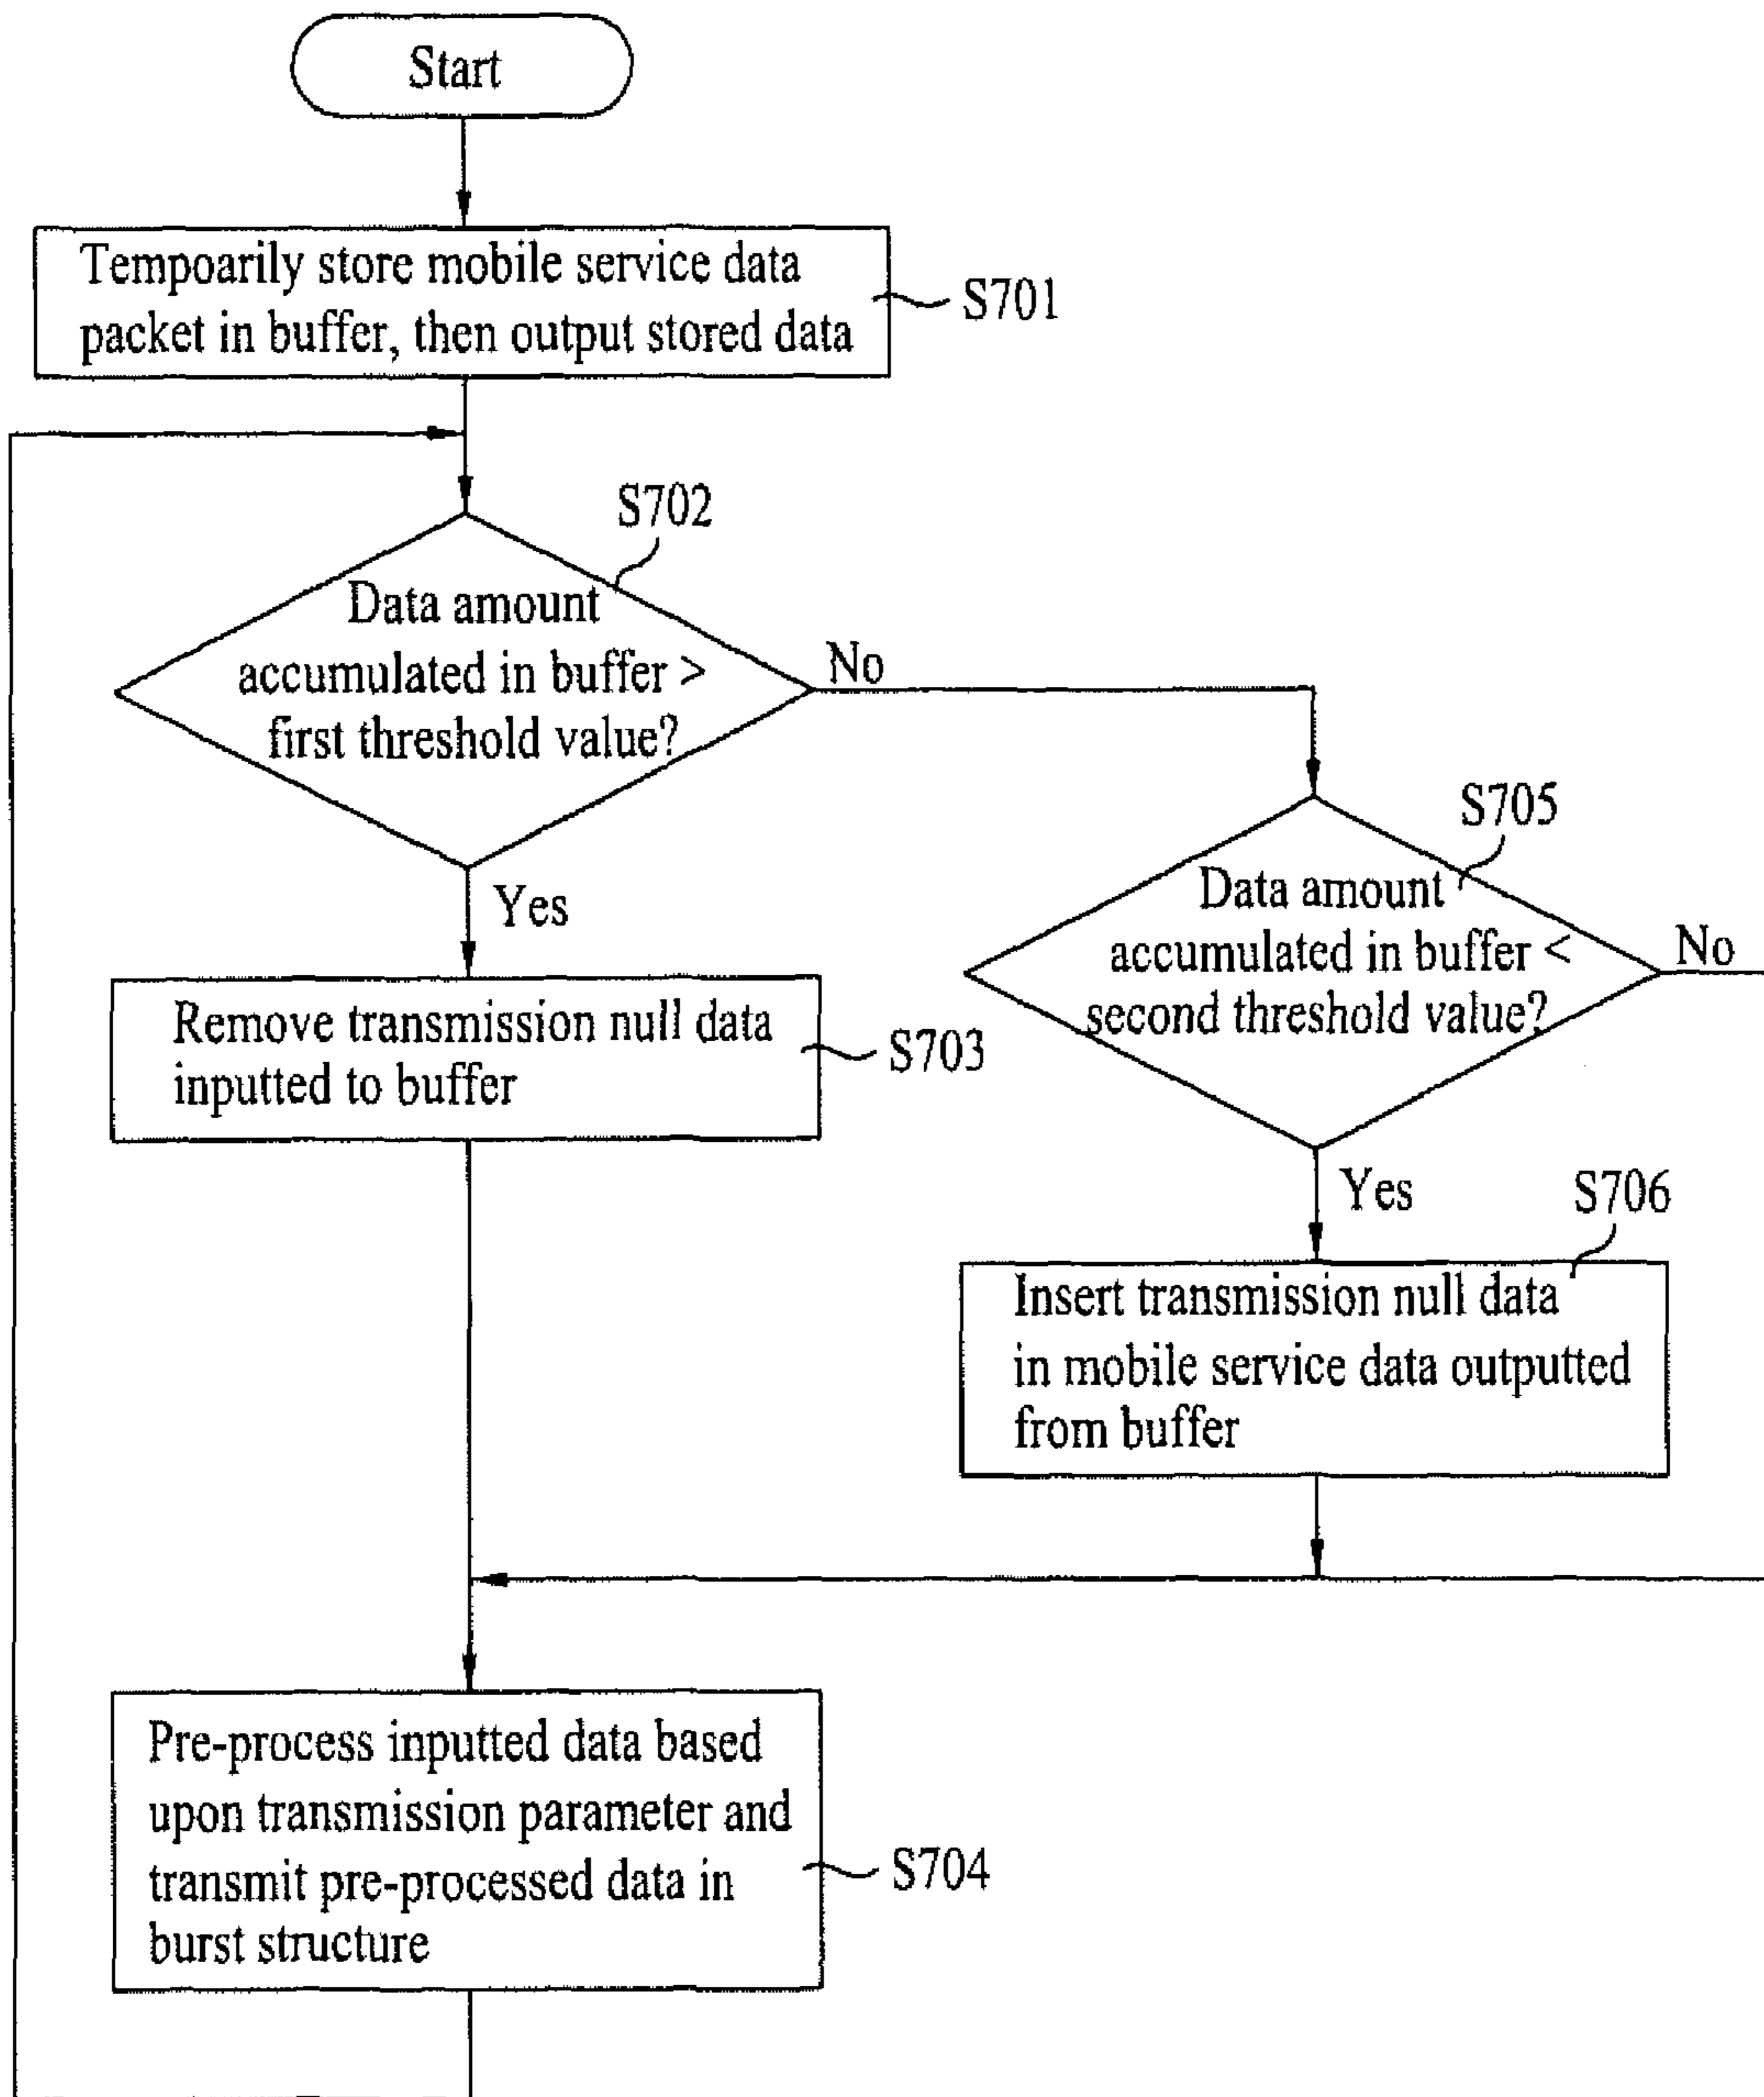 Start
Tempoarily store mobile service data
packet in buffer, then output stored data
S701
S702
Data amount
accumulated in buffer >
first threshold value?
No
Yes
S705
Data amount
accumulated in buffer <
second threshold value?
No
Remove transmission null data
inputted to buffer
S703
Yes
S706
Insert transmission null data
in mobile service data outputted
from buffer
Pre-process inputted data based
upon transmission parameter and
transmit pre-processed data in
burst structure
S704